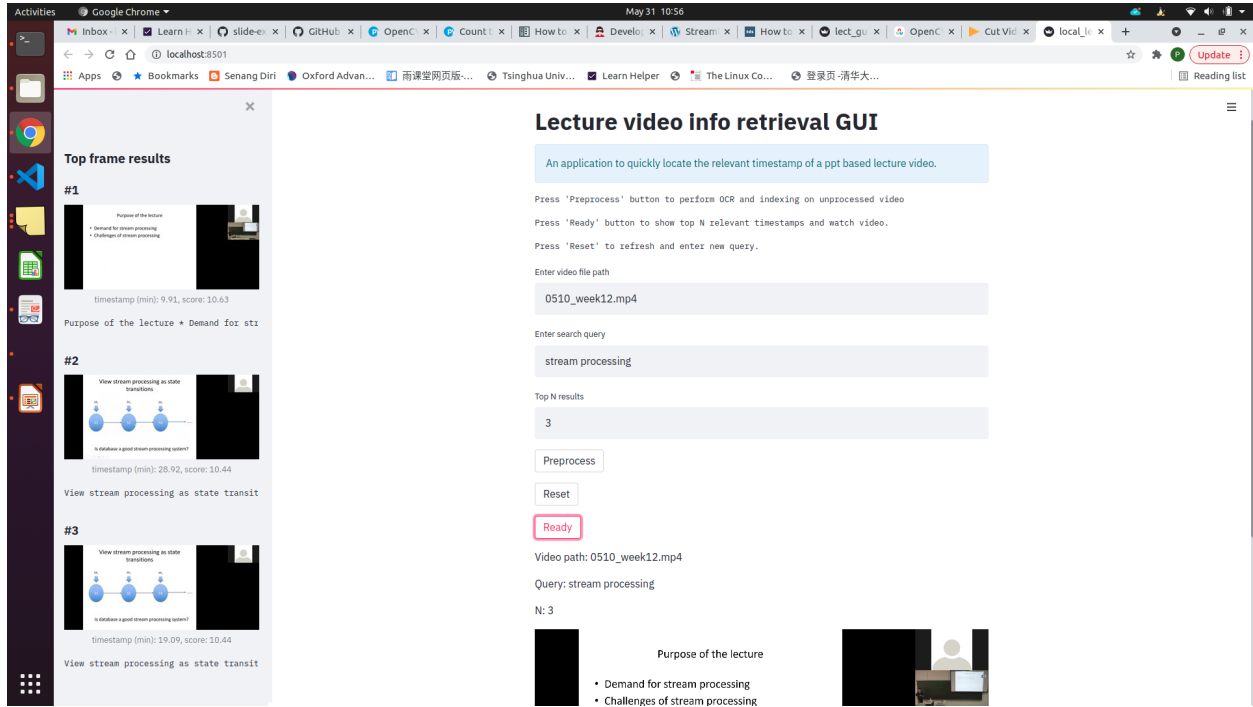 Activities
Google Chrome
May 31 10:56
Inbox -
Learn H
slide-ex
GitHub
OpenCV
Count t
How to
Develop
Stream
How to
lect_gu
OpenCV
Cut Vid
local_le
localhost:8501
Update
Apps
Bookmarks
Senang Diri
Oxford Advan...
雨课堂网页版-...
Tsinghua Univ...
Learn Helper
The Linux Co...
登录页-清华大...
Reading list
Top frame results
#1
Purpose of the lecture
• Demand for stream processing
• Challenges of stream processing
timestamp (min): 9.91, score: 10.63
Purpose of the lecture * Demand for str
#2
View stream processing as state
transitions
Is database a good stream processing system?
timestamp (min): 28.92, score: 10.44
View stream processing as state transit
#3
View stream processing as state
transitions
Is database a good stream processing system?
timestamp (min): 19.09, score: 10.44
View stream processing as state transit
Lecture video info retrieval GUI
An application to quickly locate the relevant timestamp of a ppt based lecture video.
Press 'Preprocess' button to perform OCR and indexing on unprocessed video
Press 'Ready' button to show top N relevant timestamps and watch video.
Press 'Reset' to refresh and enter new query.
Enter video file path
0510_week12.mp4
Enter search query
stream processing
Top N results
3
Preprocess
Reset
Ready
Video path: 0510_week12.mp4
Query: stream processing
N: 3
Purpose of the lecture
• Demand for stream processing
• Challenges of stream processing